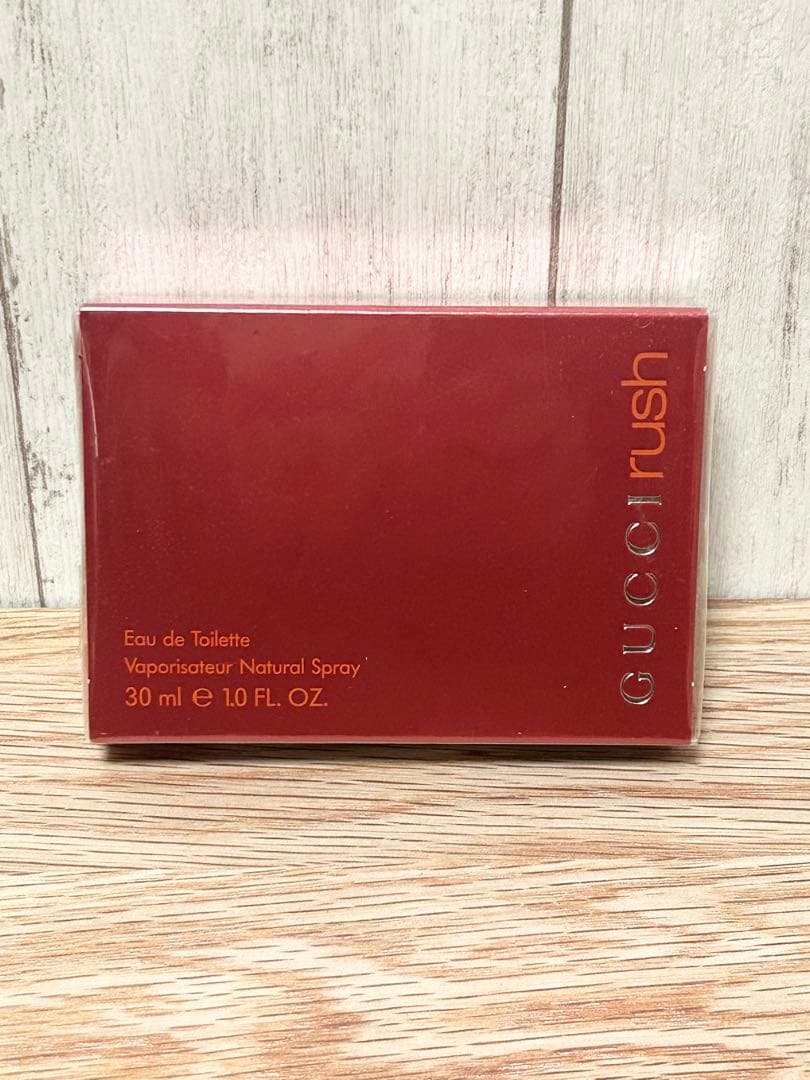 Eau de Toilette
Vaporisateur Natural Spray
30 ml ℮ 1.0 FL. OZ.
GUCCI rush